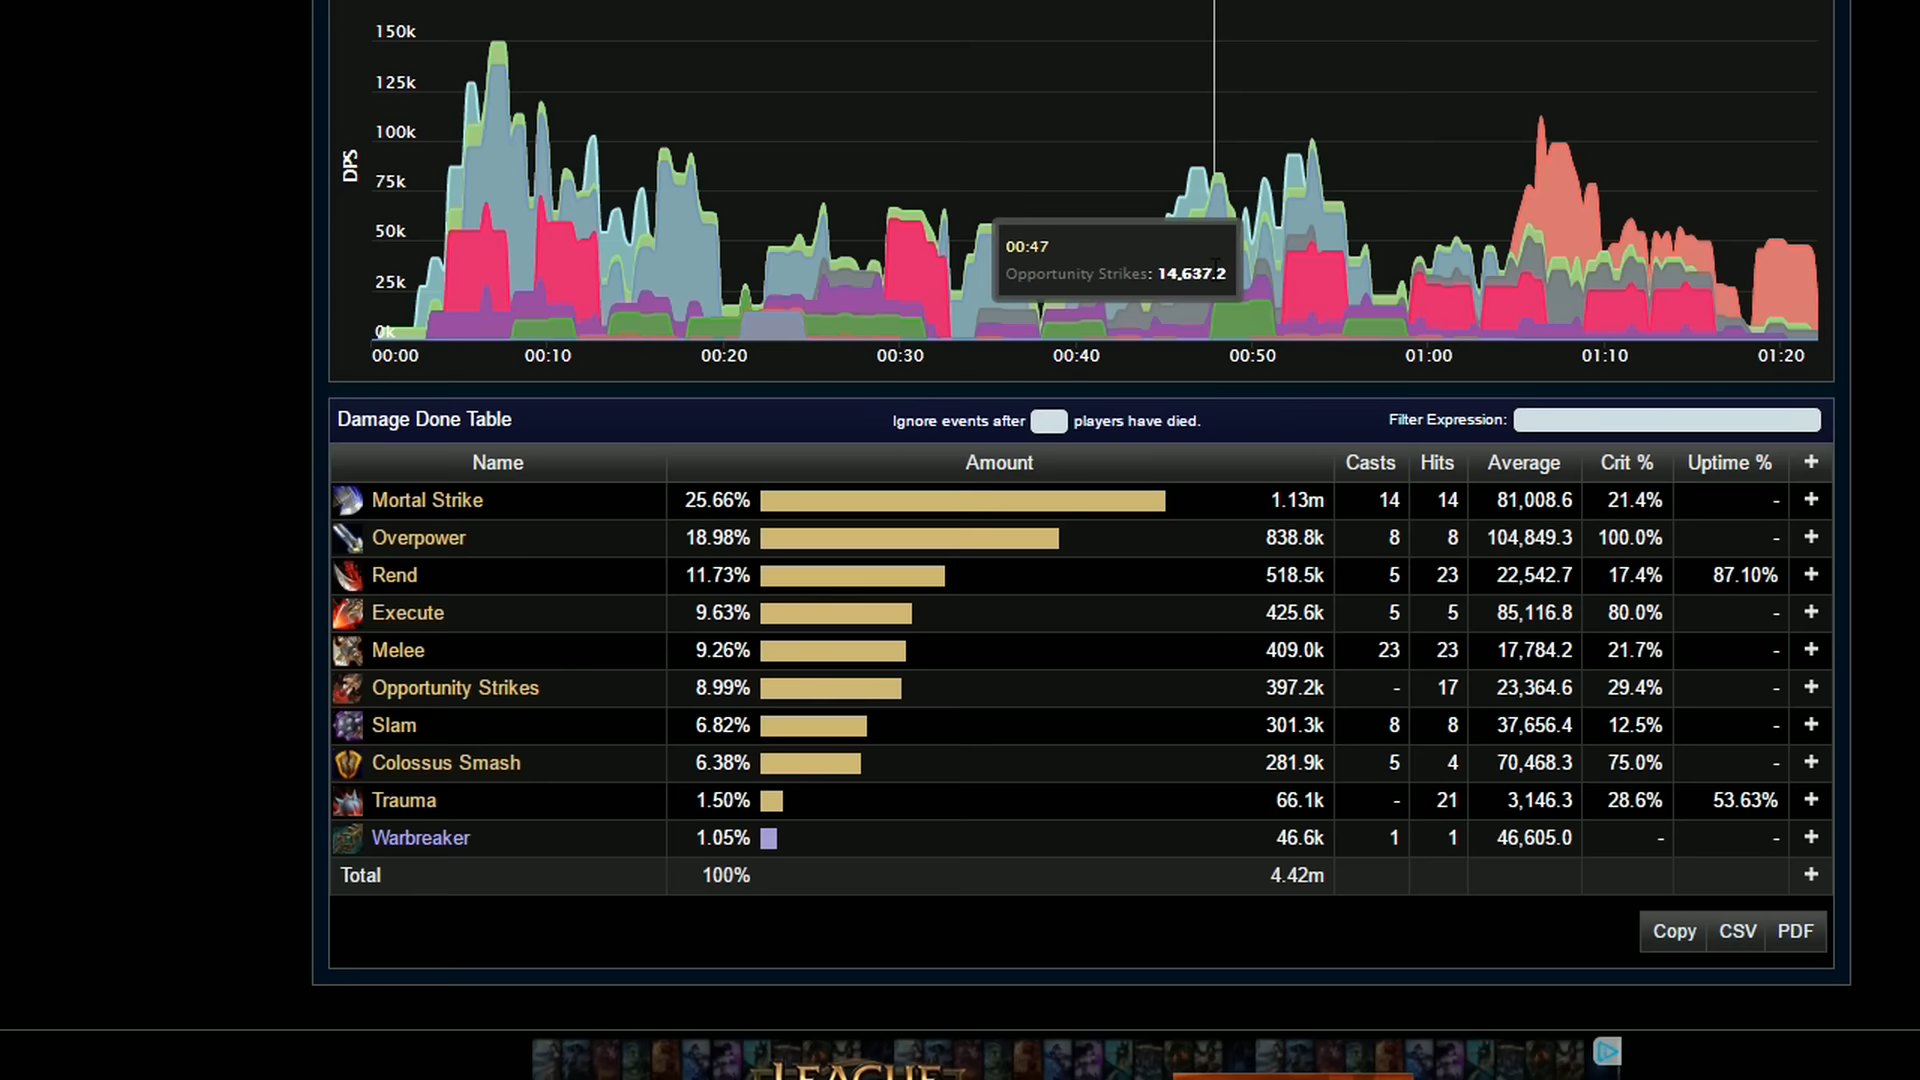 150k
125k
100k
75k
50k
25k
0k
DPS
00:47
Opportunity Strikes: 14,637.2
00:00 00:10 00:20 00:30 00:40 00:50 01:00 01:10 01:20
Damage Done Table Ignore events after players have died. Filter Expression:
Name Amount Casts Hits Average Crit % Uptime % +
Mortal Strike 25.66% 1.13m 14 14 81,008.6 21.4% - +
Overpower 18.98% 838.8k 8 8 104,849.3 100.0% - +
Rend 11.73% 518.5k 5 23 22,542.7 17.4% 87.10% +
Execute 9.63% 425.6k 5 5 85,116.8 80.0% - +
Melee 9.26% 409.0k 23 23 17,784.2 21.7% - +
Opportunity Strikes 8.99% 397.2k - 17 23,364.6 29.4% - +
Slam 6.82% 301.3k 8 8 37,656.4 12.5% - +
Colossus Smash 6.38% 281.9k 5 4 70,468.3 75.0% - +
Trauma 1.50% 66.1k - 21 3,146.3 28.6% 53.63% +
Warbreaker 1.05% 46.6k 1 1 46,605.0 - - +
Total 100% 4.42m +
Copy CSV PDF
LEAGUE